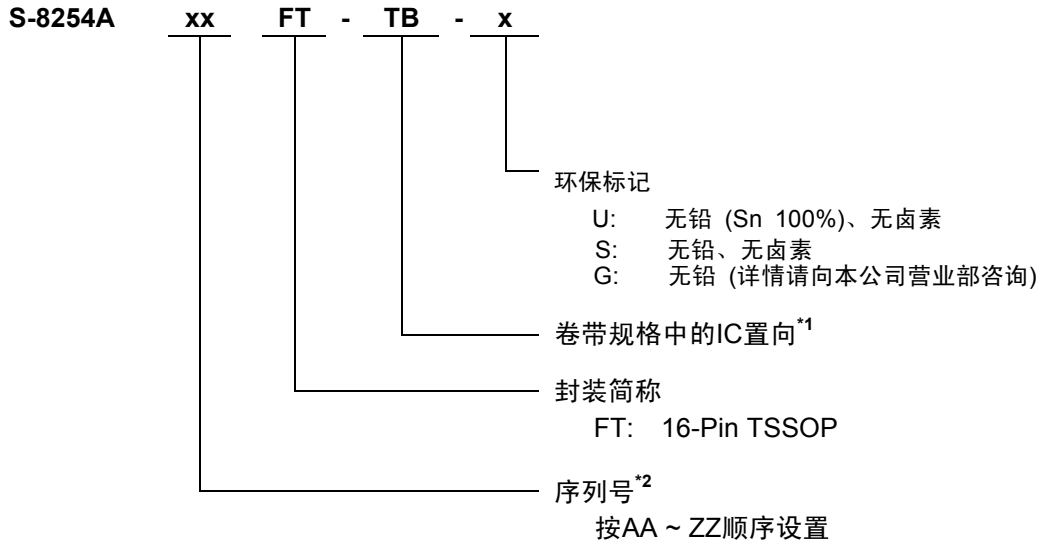 S-8254A xx FT - TB - x
环保标记
U: 无铅 (Sn 100%)、无卤素
S: 无铅、无卤素
G: 无铅 (详情请向本公司营业部咨询)
卷带规格中的IC置向*1
封装简称
FT: 16-Pin TSSOP
序列号*2
按AA ~ ZZ顺序设置